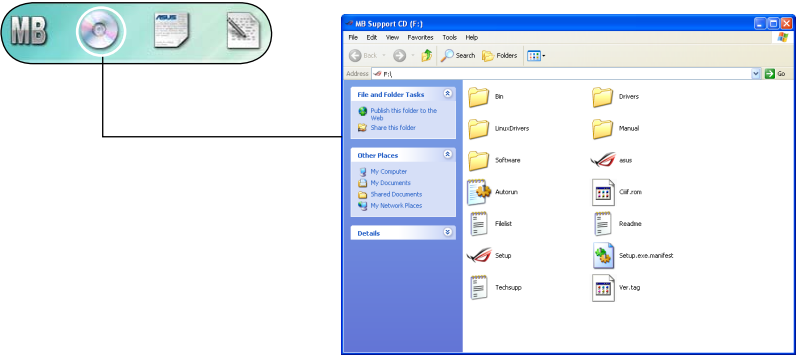 MB
ASUS
MB Support CD (F:)
File Edit View Favorites Tools Help
Back Search Folders
Address F:\ Go
File and Folder Tasks
Publish this folder to the
Web
Share this folder
Other Places
My Computer
My Documents
Shared Documents
My Network Places
Details
Bin Drivers
LinuxDrivers Manual
Software asus
Autorun Ciiif.rom
Filelist Readme
Setup Setup.exe.manifest
Techsupp Ver.tag